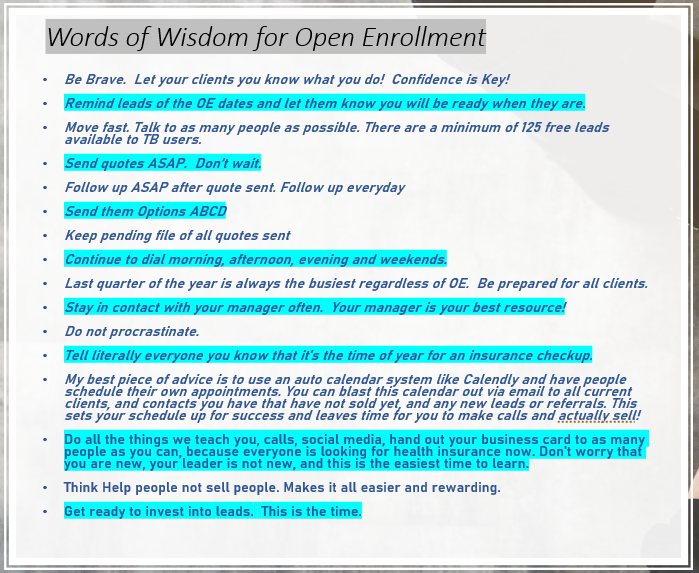 Words of Wisdom for Open Enrollment
• Be Brave. Let your clients you know what you do! Confidence is Key!
• Remind leads of the OE dates and let them know you will be ready when they are.
• Move fast. Talk to as many people as possible. There are a minimum of 125 free leads
available to TB users.
• Send quotes ASAP. Don't wait.
• Follow up ASAP after quote sent. Follow up everyday
• Send them Options ABCD
• Keep pending file of all quotes sent
• Continue to dial morning, afternoon, evening and weekends.
• Last quarter of the year is always the busiest regardless of OE. Be prepared for all clients.
• Stay in contact with your manager often. Your manager is your best resource!
• Do not procrastinate.
• Tell literally everyone you know that it's the time of year for an insurance checkup.
• My best piece of advice is to use an auto calendar system like Calendly and have people
schedule their own appointments. You can blast this calendar out via email to all current
clients, and contacts you have that have not sold yet, and any new leads or referrals. This
sets your schedule up for success and leaves time for you to make calls and actually sell!
• Do all the things we teach you, calls, social media, hand out your business card to as many
people as you can, because everyone is looking for health insurance now. Don't worry that
you are new, your leader is not new, and this is the easiest time to learn.
• Think Help people not sell people. Makes it all easier and rewarding.
• Get ready to invest into leads. This is the time.